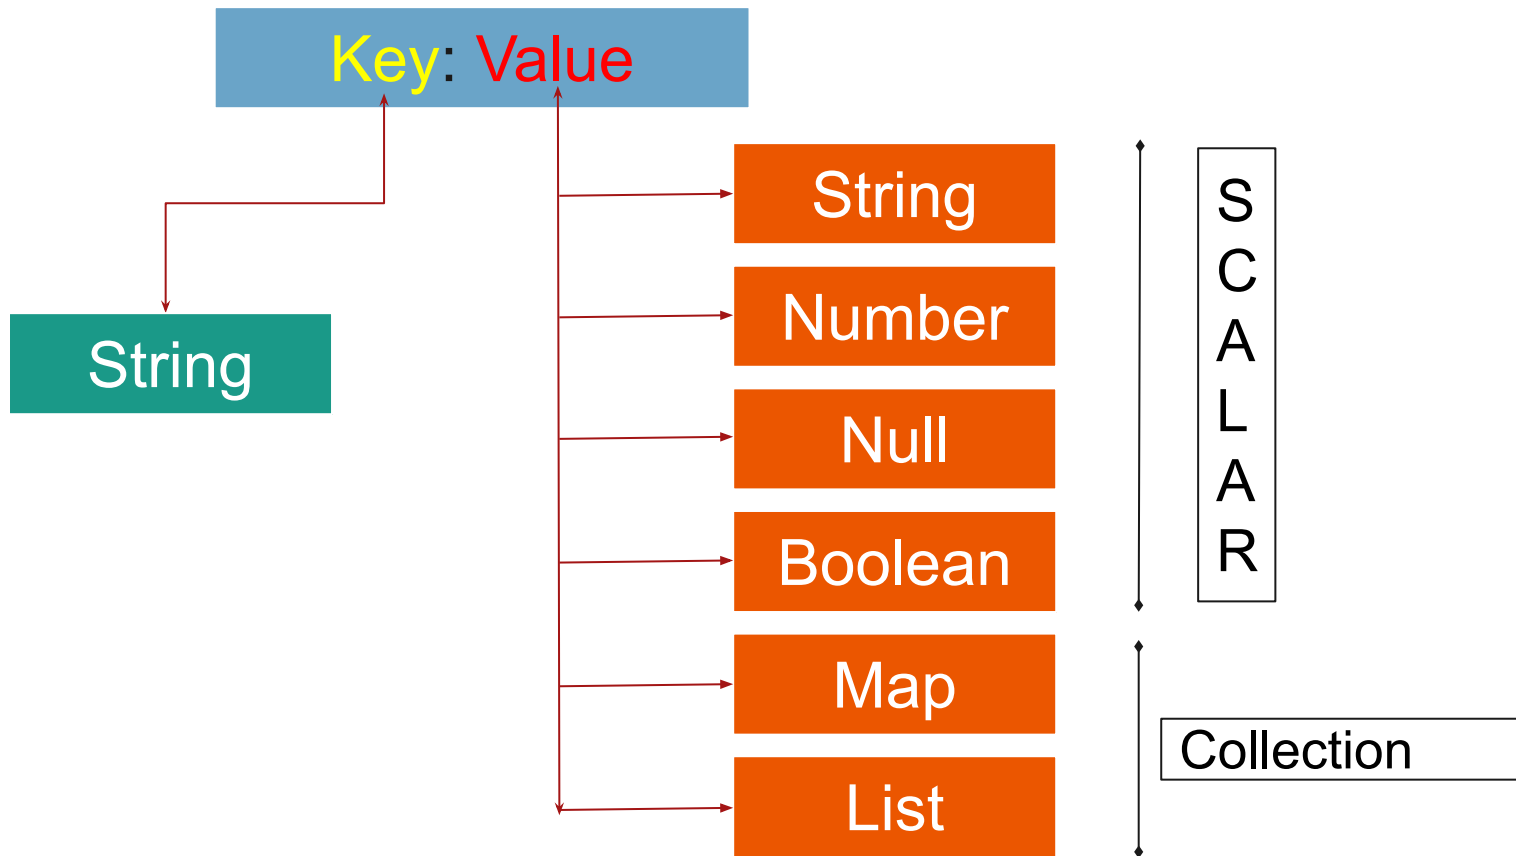 Key: Value
String
String
Number
Null
Boolean
Map
List
S
C
A
L
A
R
Collection